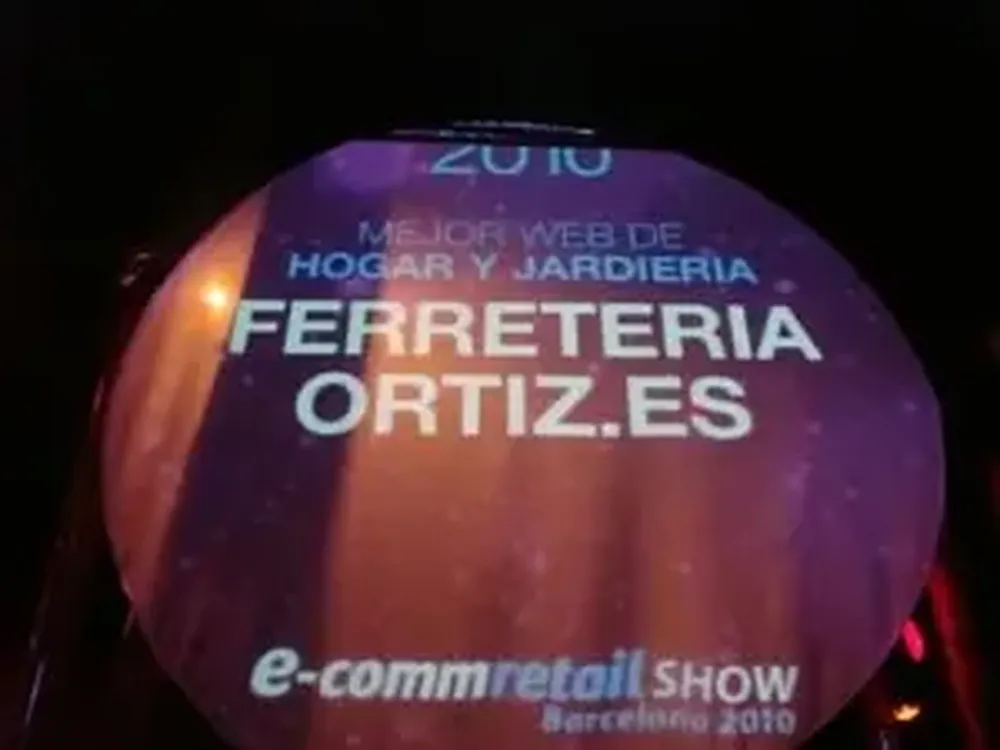 2010
MEJOR WEB DE
HOGAR Y JARDIERIA
FERRETERIA
ORTIZ.ES
e-commretail SHOW
Barcelona 2010